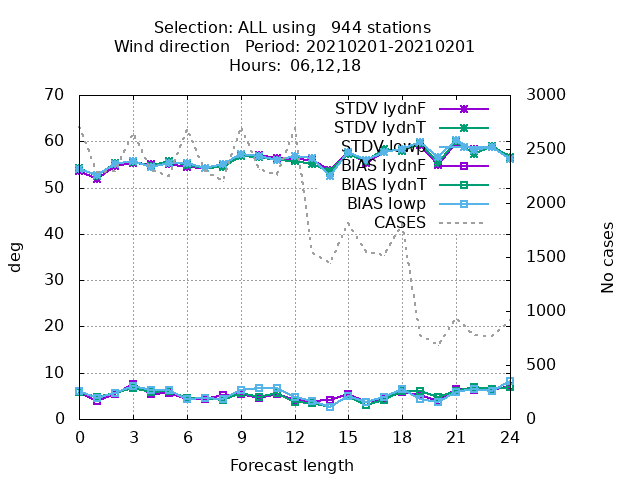 Selection: ALL using   944 stations
Wind direction   Period: 20210201-20210201
Hours:  06,12,18
70
60
50
40
30
20
10
0
deg
3000
2500
2000
1500
1000
500
0
No cases
STDV lydnF
STDV lydnT
STDV lowp
BIAS lydnF
BIAS lydnT
BIAS lowp
CASES
0 3 6 9 12 15 18 21 24
Forecast length